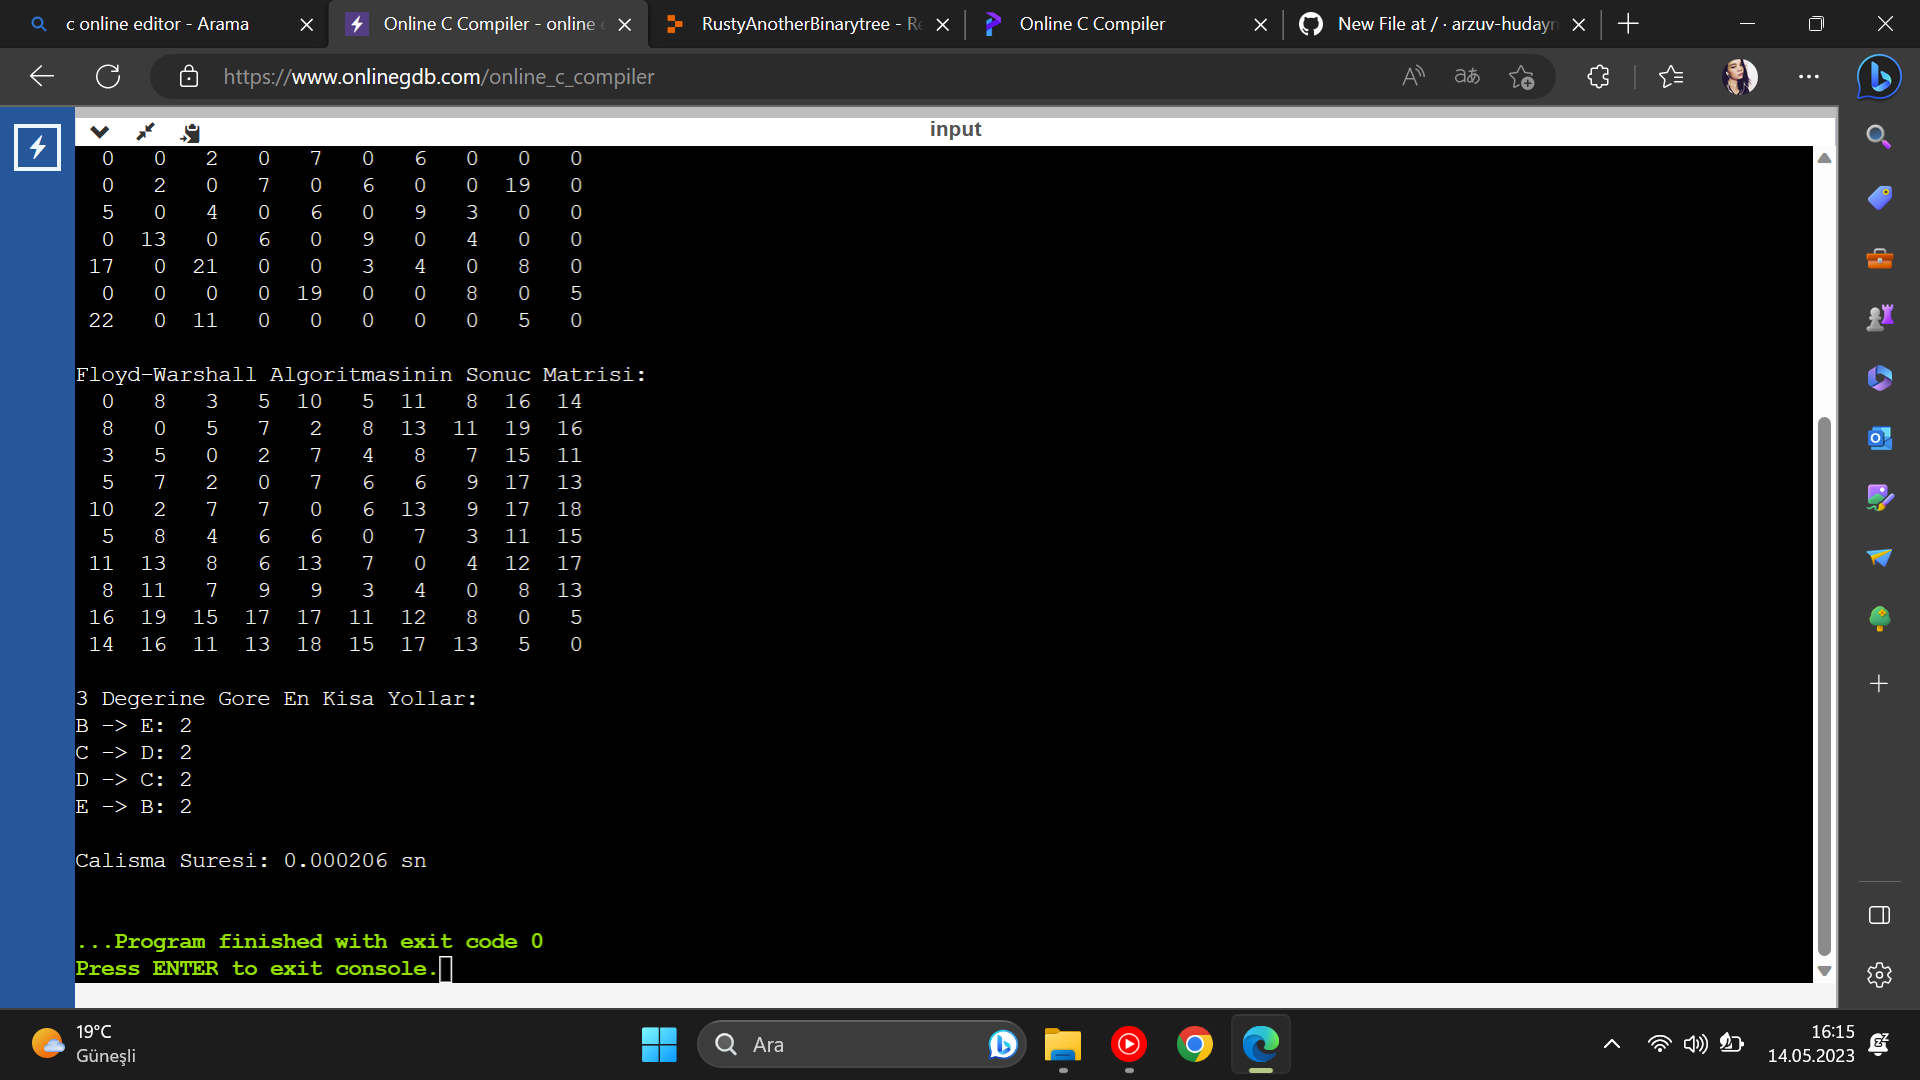 c online editor - Arama
Online C Compiler - online e
RustyAnotherBinarytree - Re
Online C Compiler
New File at / · arzuv-hudayn
https://www.onlinegdb.com/online_c_compiler
input
0 0 2 0 7 0 6 0 0 0
0 2 0 7 0 6 0 0 19 0
5 0 4 0 6 0 9 3 0 0
0 13 0 6 0 9 0 4 0 0
17 0 21 0 0 3 4 0 8 0
0 0 0 0 19 0 0 8 0 5
22 0 11 0 0 0 0 0 5 0
Floyd-Warshall Algoritmasinin Sonuc Matrisi:
0 8 3 5 10 5 11 8 16 14
8 0 5 7 2 8 13 11 19 16
3 5 0 2 7 4 8 7 15 11
5 7 2 0 7 6 6 9 17 13
10 2 7 7 0 6 13 9 17 18
5 8 4 6 6 0 7 3 11 15
11 13 8 6 13 7 0 4 12 17
8 11 7 9 9 3 4 0 8 13
16 19 15 17 17 11 12 8 0 5
14 16 11 13 18 15 17 13 5 0
3 Degerine Gore En Kisa Yollar:
B -> E: 2
C -> D: 2
D -> C: 2
E -> B: 2
Calisma Suresi: 0.000206 sn
...Program finished with exit code 0
Press ENTER to exit console.
19°C
Güneşli
Ara
16:15
14.05.2023